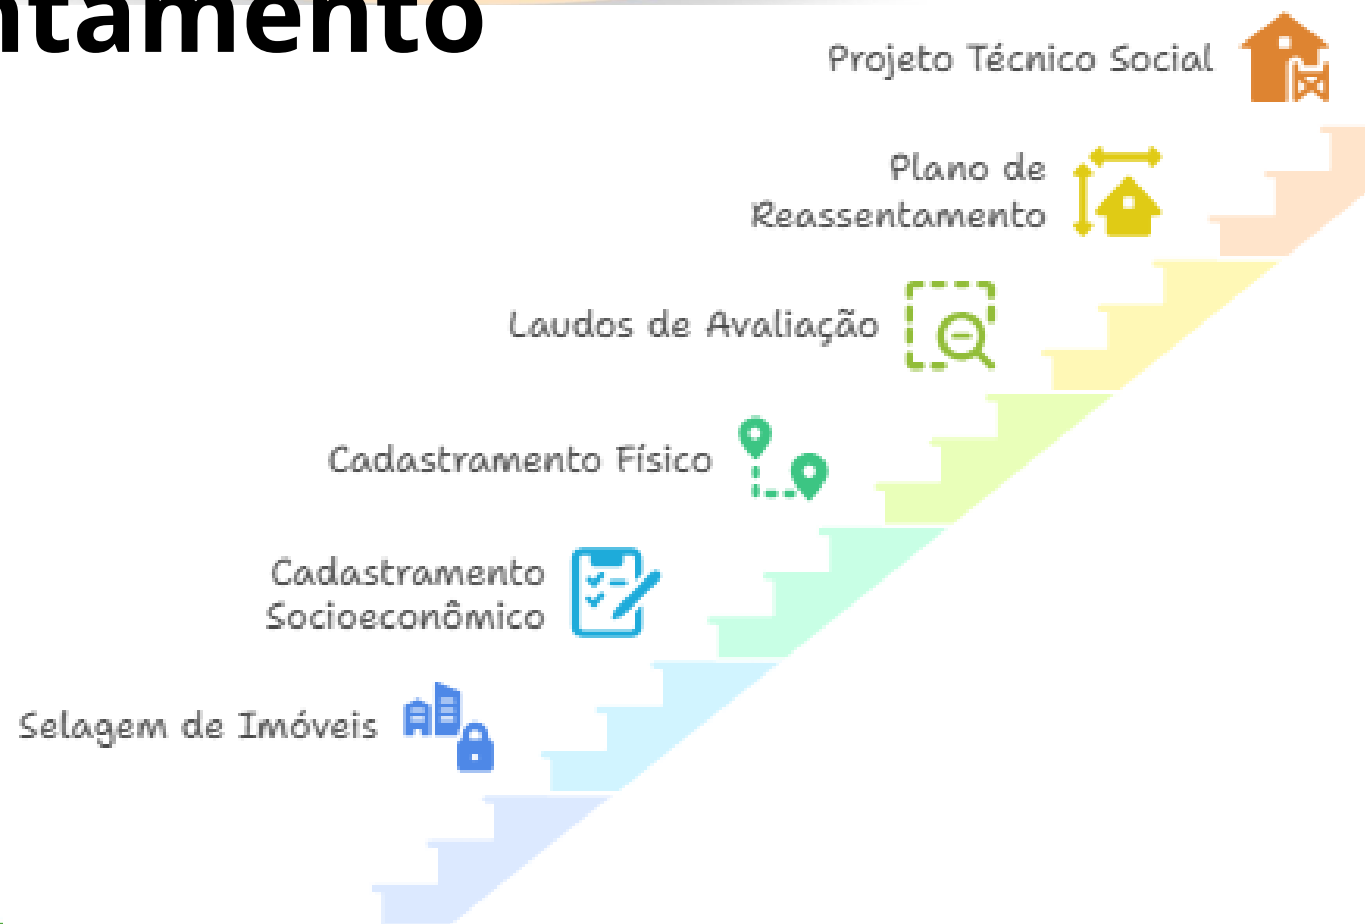 ntamento
Projeto Técnico Social
Plano de
Reassentamento
Laudos de Avaliação
Cadastramento Físico
Cadastramento
Socioeconômico
Selagem de Imóveis